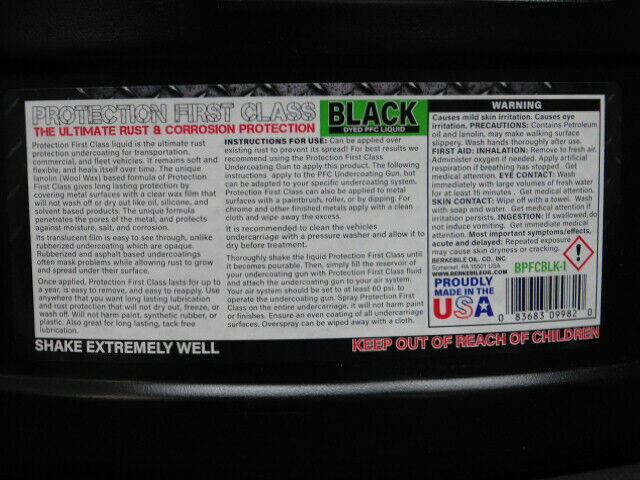 PROTECTION FIRST CLASS
THE ULTIMATE RUST & CORROSION PROTECTION
Protection First Class liquid is the ultimate rust
protection undercoating for transportation,
commercial, and fleet vehicles. It remains soft and
flexible, and heals itself over time. The unique
lanolin (Wool Wax) based formula of Protection
First Class gives long lasting protection by
covering metal surfaces with a clear wax film that
will not wash off or dry out like oil, silicone, and
solvent based products. The unique formula
penetrates the pores of the metal, and protects
against moisture, salt, and corrosion.
Its translucent film is easy to see through, unlike
rubberized undercoating which are opaque.
Rubberized and asphalt based undercoatings
often mask problems while allowing rust to grow
and spread under their surface.
Once applied, Protection First Class lasts for up to
a year, is easy to remove, and easy to reapply. Use
anywhere that you want long lasting lubrication
and rust protection that will not dry out, freeze, or
wash off. Will not harm paint, synthetic rubber, or
plastic. Also great for long lasting, tack free
lubrication.
SHAKE EXTREMELY WELL
BLACK
DYED PFC LIQUID
INSTRUCTIONS FOR USE: Can be applied over
existing rust to prevent its spread! For best results we
recommend using the Protection First Class
Undercoating Gun to apply this product. The following
instructions apply to the PFC Undercoating Gun, but
can be adapted to your specific undercoating system.
Protection First Class can also be applied to metal
surfaces with a paintbrush, roller, or by dipping. For
chrome and other finished metals apply with a clean
cloth and wipe away the excess.
It is recommended to clean the vehicles
undercarriage with a pressure washer and allow it to
dry before treatment.
Thoroughly shake the liquid Protection First Class until
it becomes pourable. Then, simply fill the reservoir of
your undercoating gun with Protection First Class fluid
and attach the undercoating gun to your air system.
Your air system should be set to at least 60 psi. to
operate the undercoating gun. Spray Protection First
Class on the entire undercarriage, it will not harm paint
or finishes. Ensure an even coating of all undercarriage
surfaces. Overspray can be wiped away with a cloth.
WARNING
Causes mild skin irritation. Causes eye
irritation. PRECAUTIONS: Contains Petroleum
oil and lanolin, may make walking surface
slippery. Wash hands thoroughly after use.
FIRST AID: INHALATION: Remove to fresh air.
Administer oxygen if needed. Apply artificial
respiration if breathing has stopped. Get
medical attention. EYE CONTACT: Wash
immediately with large volumes of fresh water
for at least 15 minutes. Get medical attention.
SKIN CONTACT: Wipe off with a towel. Wash
with soap and water. Get medical attention if
irritation persists. INGESTION: If swallowed, do
not induce vomiting. Get immediate medical
attention. Most important symptoms/effects,
acute and delayed: Repeated exposure
may cause skin dryness or cracking.
BERKEBILE OIL. CO., INC
Somerset, PA 15501 USA
WWW.BERKEBILEOIL.COM
BPFCBLK-1
PROUDLY
MADE IN THE
USA
0 83683 09982 0
KEEP OUT OF REACH OF CHILDREN